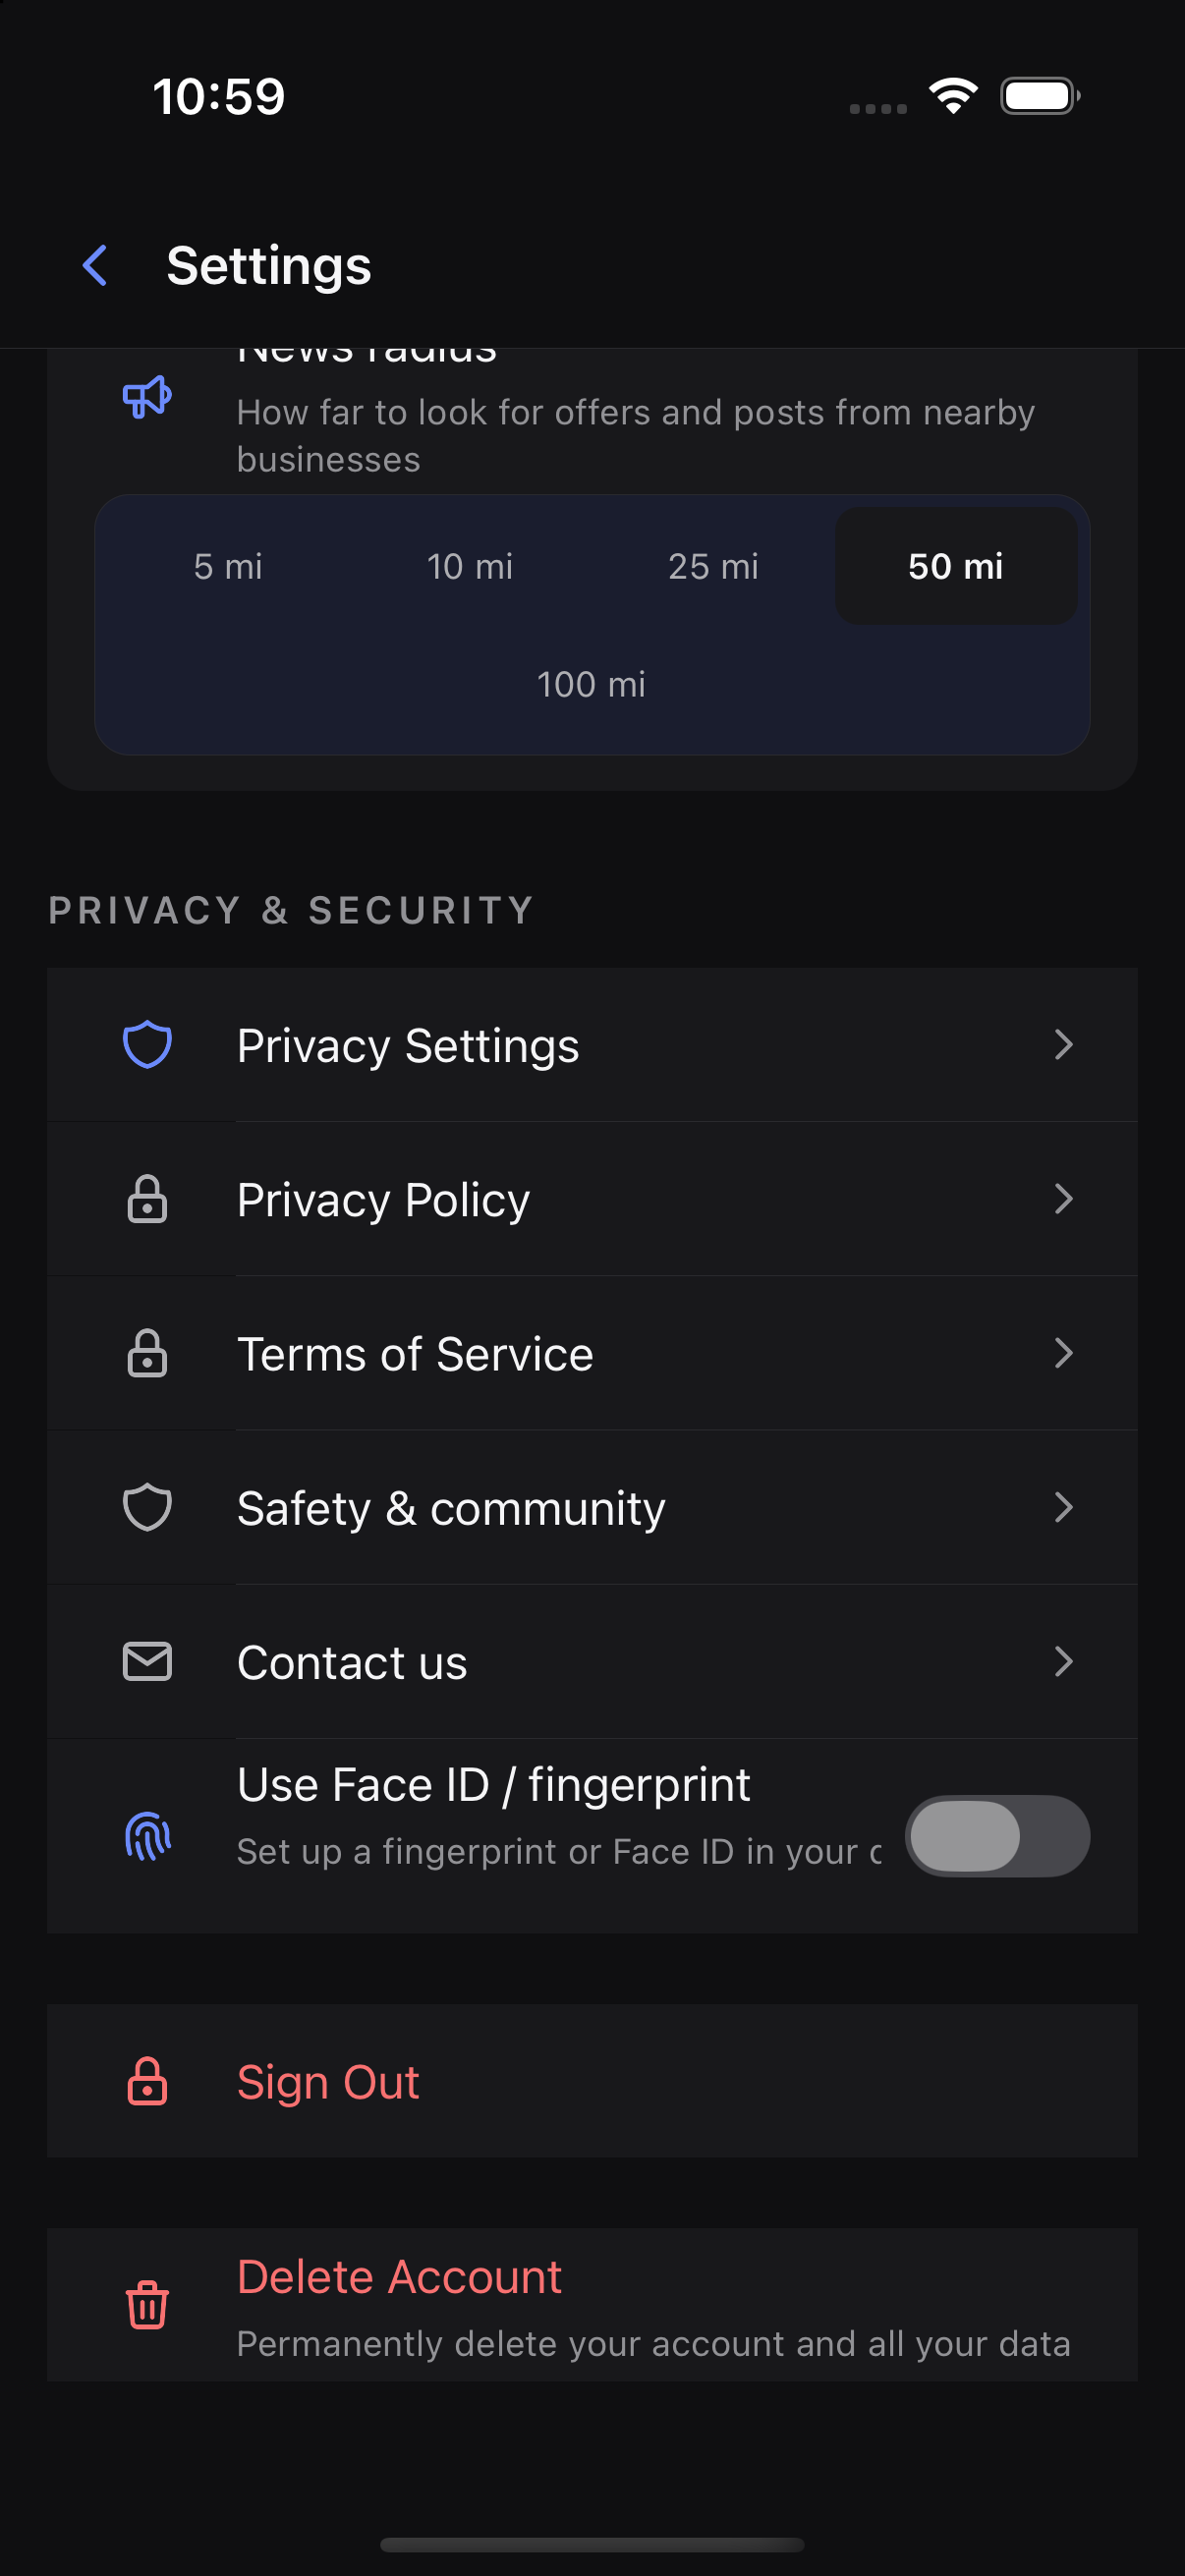 10:59
Settings
News radius
How far to look for offers and posts from nearby
businesses
5 mi 10 mi 25 mi 50 mi
100 mi
PRIVACY & SECURITY
Privacy Settings
Privacy Policy
Terms of Service
Safety & community
Contact us
Use Face ID / fingerprint
Set up a fingerprint or Face ID in your
Sign Out
Delete Account
Permanently delete your account and all your data